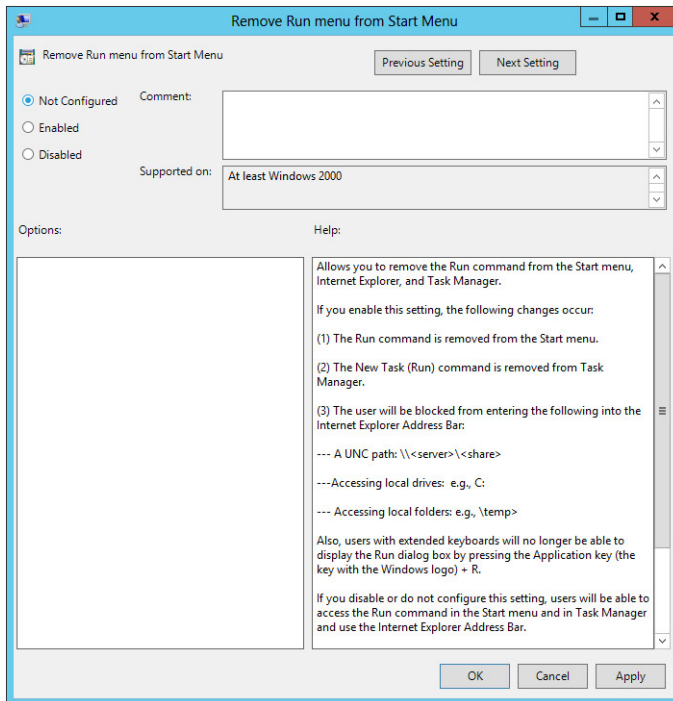 Remove Run menu from Start Menu
Remove Run menu from Start Menu
Previous Setting
Next Setting
Not Configured
Comment:
Enabled
Disabled
Supported on:
At least Windows 2000
Options:
Help:
Allows you to remove the Run command from the Start menu,
Internet Explorer, and Task Manager.
If you enable this setting, the following changes occur:
(1) The Run command is removed from the Start menu.
(2) The New Task (Run) command is removed from Task
Manager.
(3) The user will be blocked from entering the following into the
Internet Explorer Address Bar:
--- A UNC path: \\<server>\<share>
---Accessing local drives:  e.g., C:
--- Accessing local folders: e.g., \temp>
Also, users with extended keyboards will no longer be able to
display the Run dialog box by pressing the Application key (the
key with the Windows logo) + R.
If you disable or do not configure this setting, users will be able to
access the Run command in the Start menu and in Task Manager
and use the Internet Explorer Address Bar.
OK
Cancel
Apply